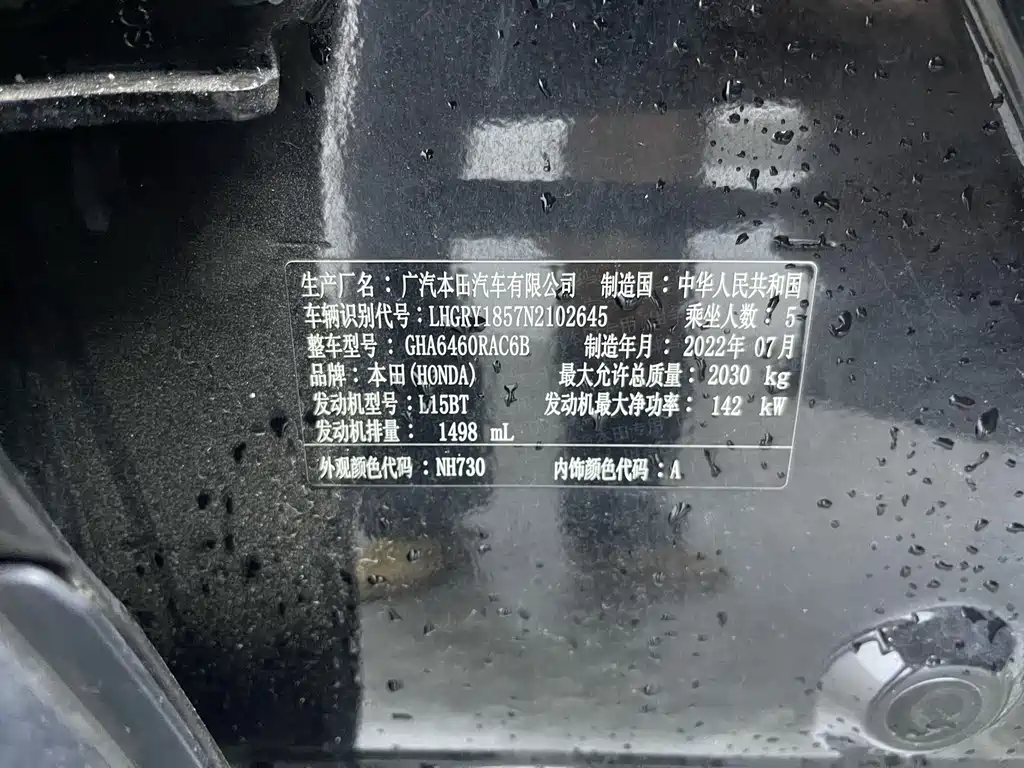 生产厂名：广汽本田汽车有限公司 制造国：中华人民共和国
车辆识别代号：LHGRY1857N2102645 乘坐人数：5
整车型号：GHA6460RAC6B 制造年月：2022年 07月
品牌：本田(HONDA) 最大允许总质量：2030 kg
发动机型号：L15BT 发动机最大净功率：142 kW
发动机排量：1498 mL
外观颜色代码：NH730 内饰颜色代码：A